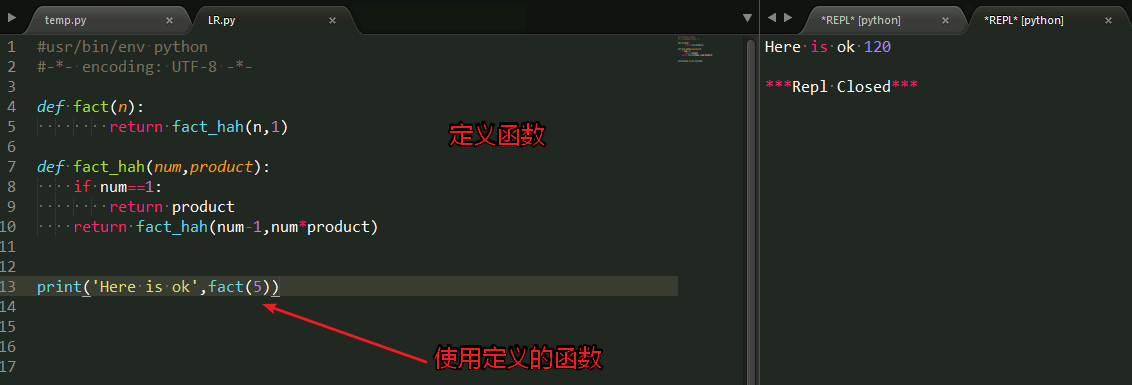 temp.py
LR.py
1 #usr/bin/env python
2 #-*- encoding: UTF-8 -*-
3
4 def fact(n):
5 return fact_hah(n,1)
6
7 def fact_hah(num,product):
8 if num==1:
9 return product
10 return fact_hah(num-1,num*product)
11
12
13 print('Here is ok',fact(5))
14
15
16
17
定义函数
使用定义的函数
*REPL* [python]
*REPL* [python]
Here is ok 120
***Repl Closed***